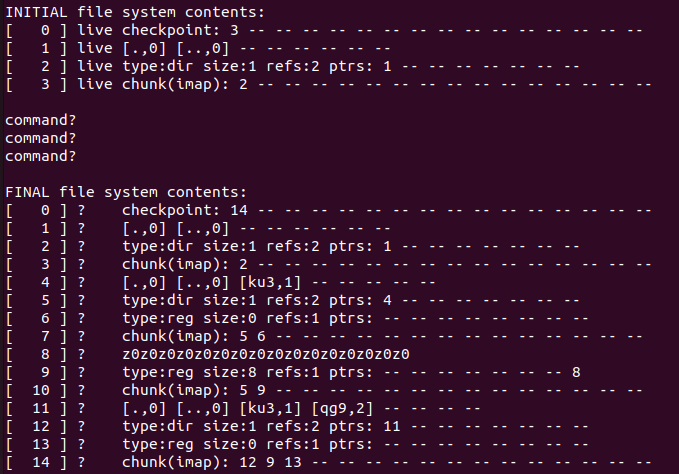 INITIAL file system contents:
[   0 ] live checkpoint: 3 -- -- -- -- -- -- -- -- -- -- -- -- -- -- --
[   1 ] live [.,0] [..,0] -- -- -- -- -- --
[   2 ] live type:dir size:1 refs:2 ptrs: 1 -- -- -- -- -- -- --
[   3 ] live chunk(imap): 2 -- -- -- -- -- -- -- -- -- -- -- -- -- -- --
command?
command?
command?
FINAL file system contents:
[   0 ] ?    checkpoint: 14 -- -- -- -- -- -- -- -- -- -- -- -- -- -- --
[   1 ] ?    [.,0] [..,0] -- -- -- -- -- --
[   2 ] ?    type:dir size:1 refs:2 ptrs: 1 -- -- -- -- -- -- --
[   3 ] ?    chunk(imap): 2 -- -- -- -- -- -- -- -- -- -- -- -- -- -- --
[   4 ] ?    [.,0] [..,0] [ku3,1] -- -- -- -- --
[   5 ] ?    type:dir size:1 refs:2 ptrs: 4 -- -- -- -- -- -- --
[   6 ] ?    type:reg size:0 refs:1 ptrs: -- -- -- -- -- -- -- --
[   7 ] ?    chunk(imap): 5 6 -- -- -- -- -- -- -- -- -- -- -- -- -- --
[   8 ] ?    z0z0z0z0z0z0z0z0z0z0z0z0z0z0z0z0
[   9 ] ?    type:reg size:8 refs:1 ptrs: -- -- -- -- -- -- -- 8
[  10 ] ?    chunk(imap): 5 9 -- -- -- -- -- -- -- -- -- -- -- -- -- --
[  11 ] ?    [.,0] [..,0] [ku3,1] [qg9,2] -- -- -- --
[  12 ] ?    type:dir size:1 refs:2 ptrs: 11 -- -- -- -- -- -- --
[  13 ] ?    type:reg size:0 refs:1 ptrs: -- -- -- -- -- -- -- --
[  14 ] ?    chunk(imap): 12 9 13 -- -- -- -- -- -- -- -- -- -- -- -- --